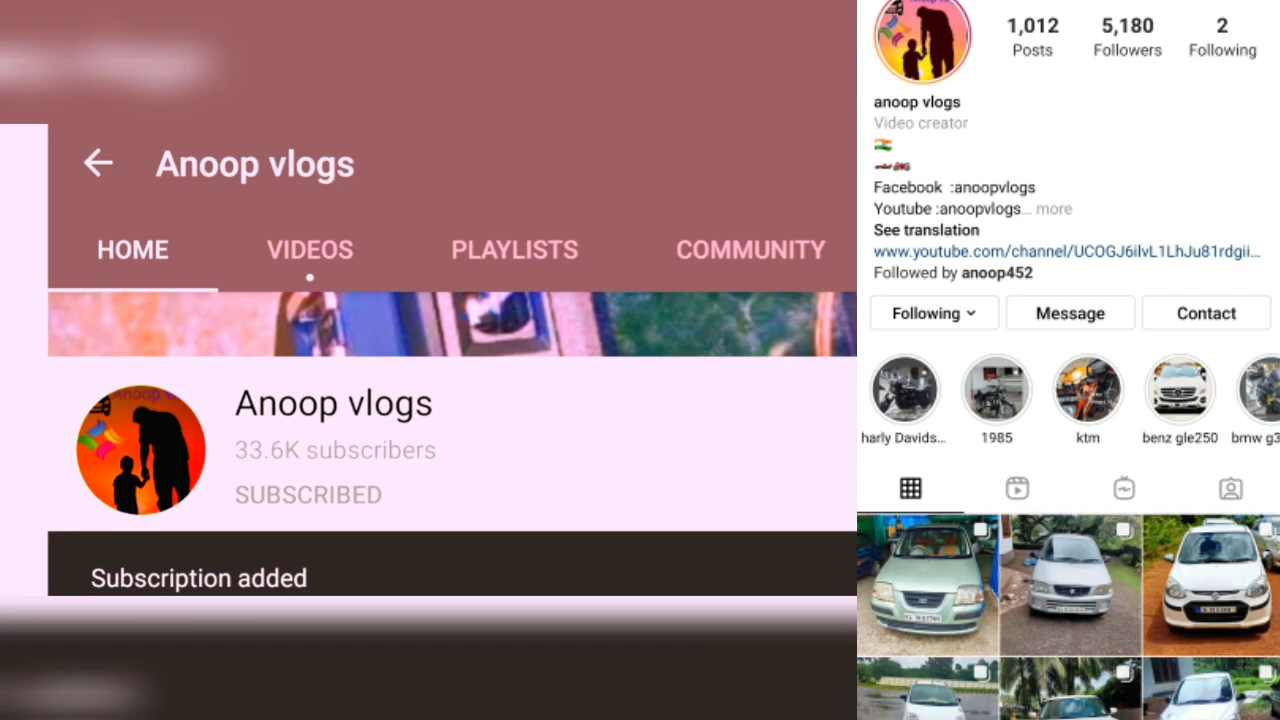 Anoop vlogs
HOME VIDEOS PLAYLISTS COMMUNITY
Anoop vlogs
33.6K subscribers
SUBSCRIBED
Subscription added
1,012 5,180 2
Posts Followers Following
anoop vlogs
Video creator
Facebook :anoopvlogs
Youtube :anoopvlogs... more
See translation
www.youtube.com/channel/UCOGJ6ilvL1LhJu81rdgii...
Followed by anoop452
Following Message Contact
harly Davids... 1985 ktm benz gle250 bmw g3